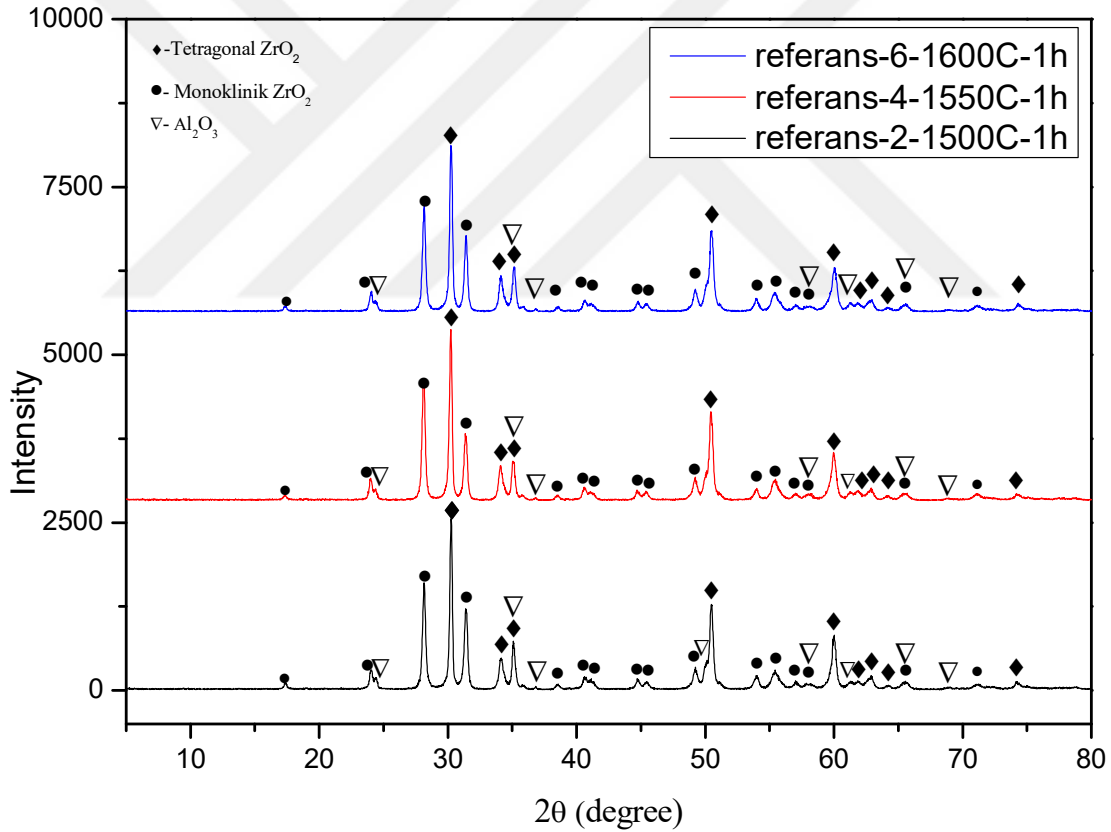 10000
7500
5000
2500
0
Intensity
♦-Tetragonal ZrO₂
●- Monoklinik ZrO₂
▽- Al₂O₃
referans-6-1600C-1h
referans-4-1550C-1h
referans-2-1500C-1h
10 20 30 40 50 60 70 80
2θ (degree)